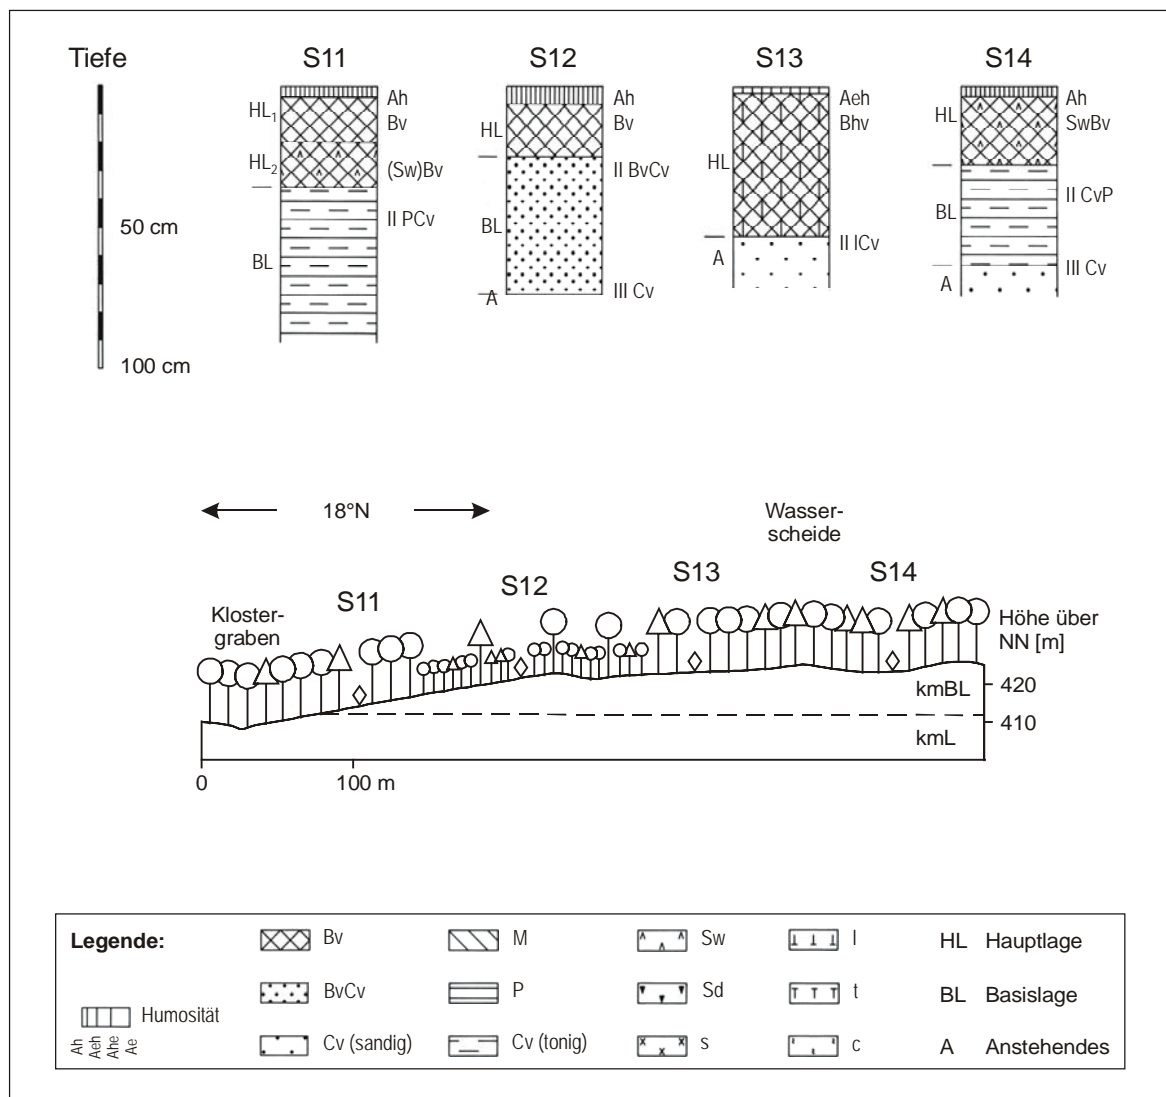 Tiefe
50 cm
100 cm
S11
HL1
HL2
BL
Ah
Bv
(Sw)Bv
II PCv
S12
HL
BL
A
Ah
Bv
II BvCv
III Cv
S13
HL
A
Aeh
Bhv
II lCv
S14
HL
BL
A
Ah
SwBv
II CvP
III Cv
18°N
Wasser-
scheide
Kloster-
graben
S11
S12
S13
S14
Höhe über
NN [m]
kmBL
420
410
kmL
0
100 m
Legende:
Humosität
Ah
Aeh
Ahe
Ae
Bv
BvCv
Cv (sandig)
M
P
Cv (tonig)
Sw
Sd
s
l
t
c
HL Hauptlage
BL Basislage
A Anstehendes